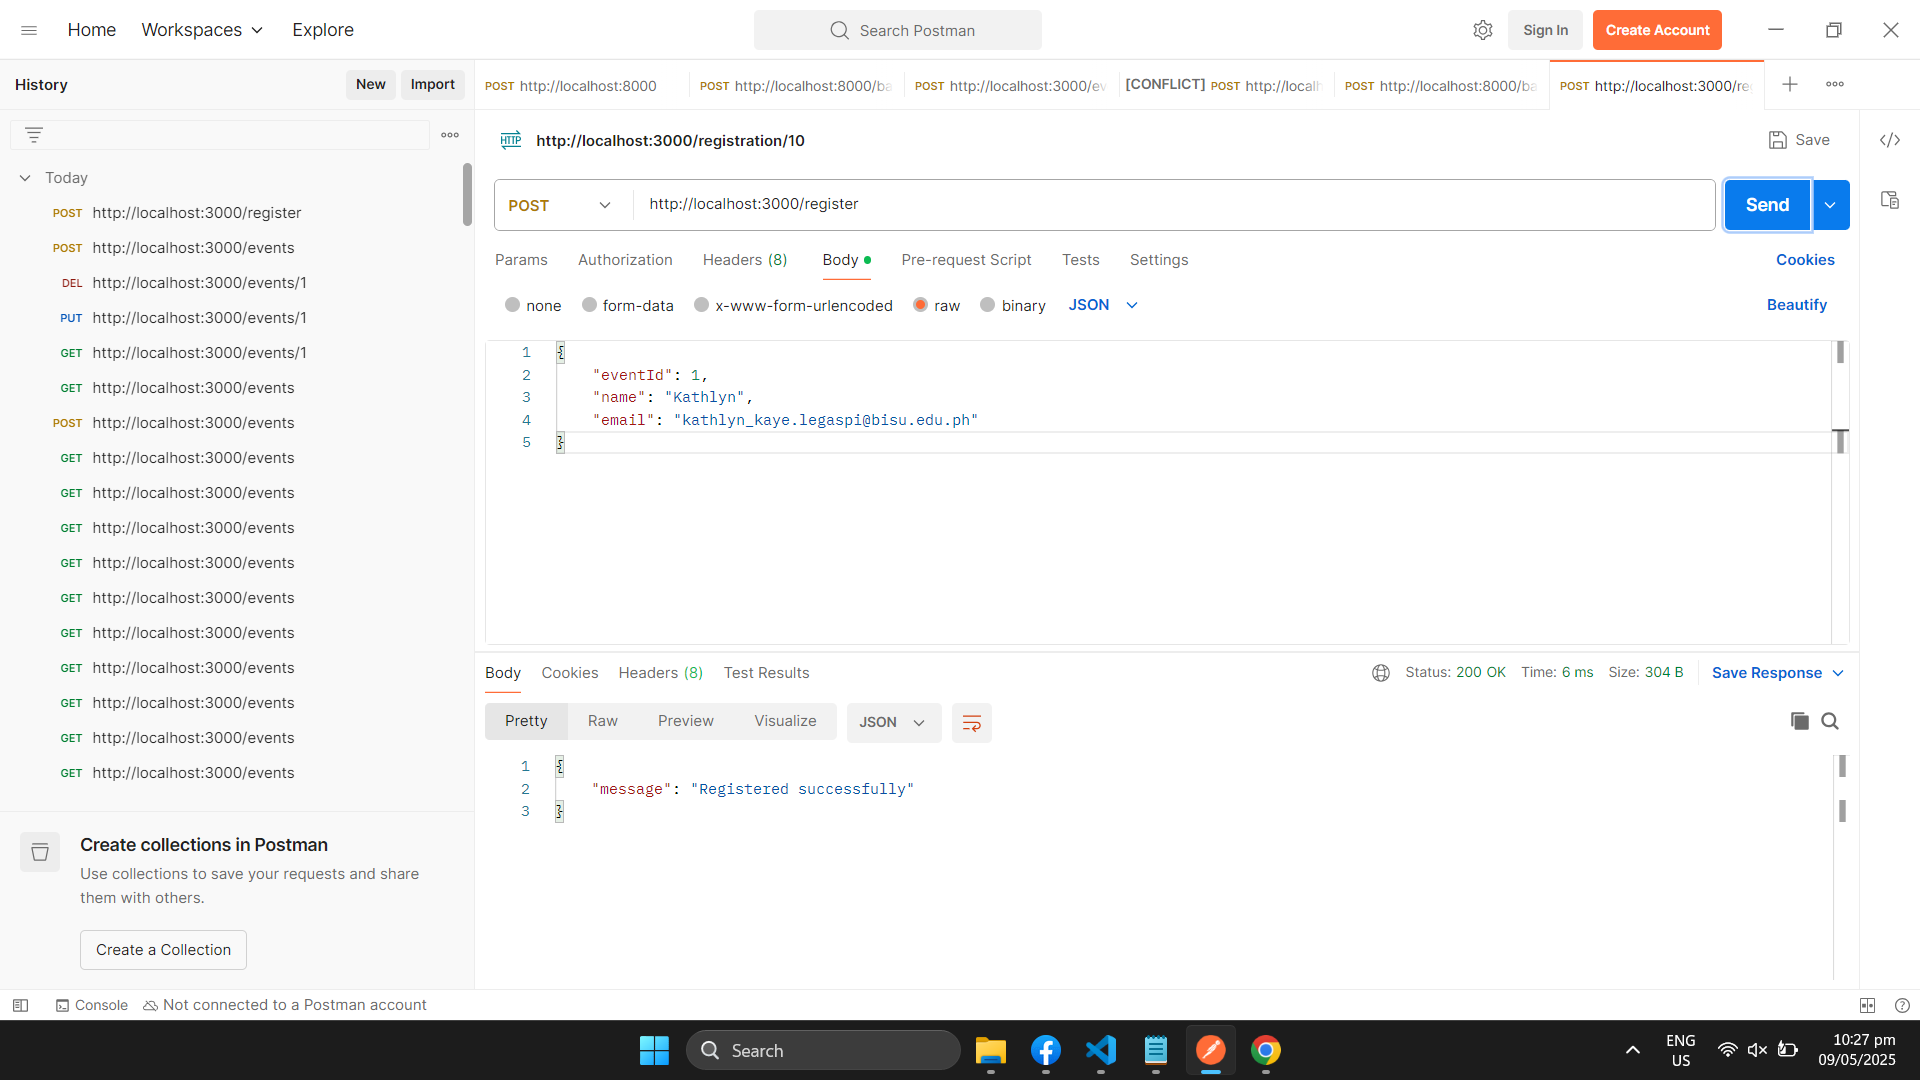 Home
Workspaces
Explore
Search Postman
Sign In
Create Account
History
New
Import
POST http://localhost:8000
POST http://localhost:8000/ba
POST http://localhost:3000/ev
[CONFLICT] POST http://localh
POST http://localhost:8000/ba
POST http://localhost:3000/re
Today
POST http://localhost:3000/register
POST http://localhost:3000/events
DEL http://localhost:3000/events/1
PUT http://localhost:3000/events/1
GET http://localhost:3000/events/1
GET http://localhost:3000/events
POST http://localhost:3000/events
GET http://localhost:3000/events
GET http://localhost:3000/events
GET http://localhost:3000/events
GET http://localhost:3000/events
GET http://localhost:3000/events
GET http://localhost:3000/events
GET http://localhost:3000/events
GET http://localhost:3000/events
GET http://localhost:3000/events
GET http://localhost:3000/events
Create collections in Postman
Use collections to save your requests and share
them with others.
Create a Collection
HTTP http://localhost:3000/registration/10
Save
</>
POST http://localhost:3000/register
Send
Params Authorization Headers (8) Body Pre-request Script Tests Settings
Cookies
none form-data x-www-form-urlencoded raw binary JSON
Beautify
1 {
2 "eventId": 1,
3 "name": "Kathlyn",
4 "email": "kathlyn_kaye.legaspi@bisu.edu.ph"
5 }
Body Cookies Headers (8) Test Results
Status: 200 OK Time: 6 ms Size: 304 B
Save Response
Pretty Raw Preview Visualize JSON
1 {
2 "message": "Registered successfully"
3 }
Console
Not connected to a Postman account
Search
ENG
US
10:27 pm
09/05/2025